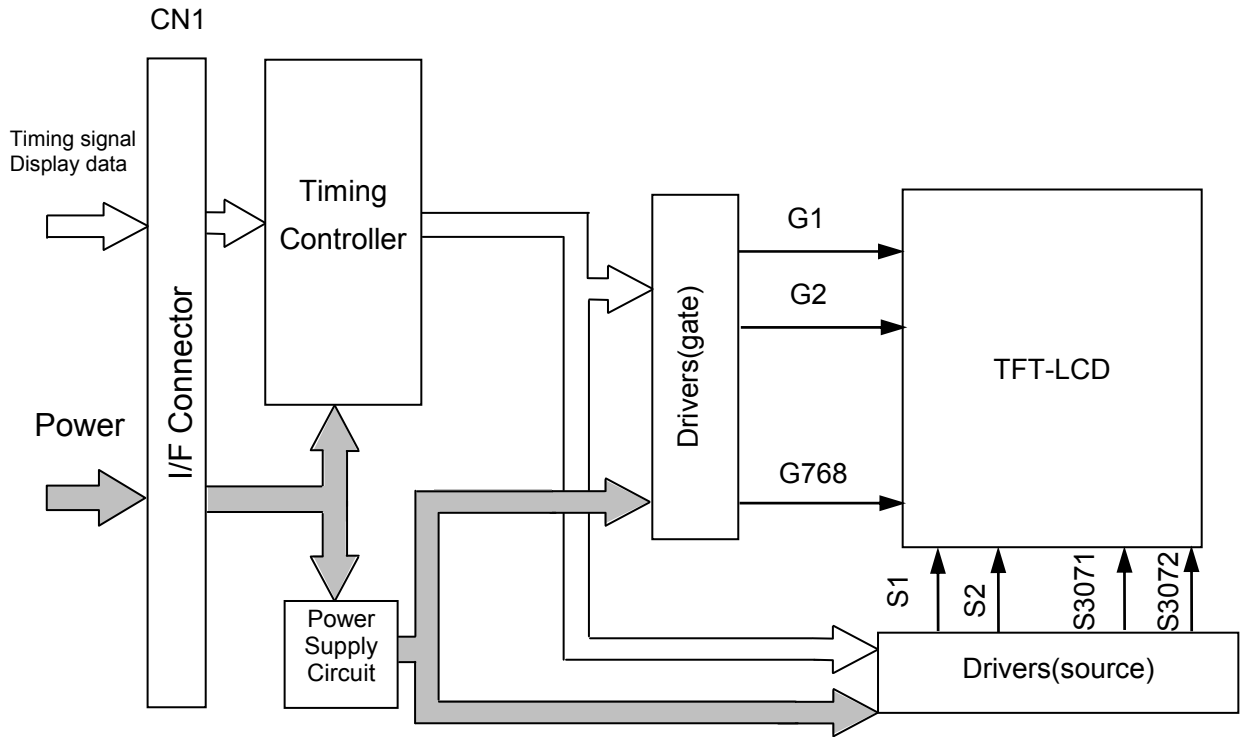 CN1
Timing signal
Display data
Power
I/F Connector
Timing
Controller
Power
Supply
Circuit
Drivers(gate)
G1
G2
G768
TFT-LCD
S1
S2
S3071
S3072
Drivers(source)